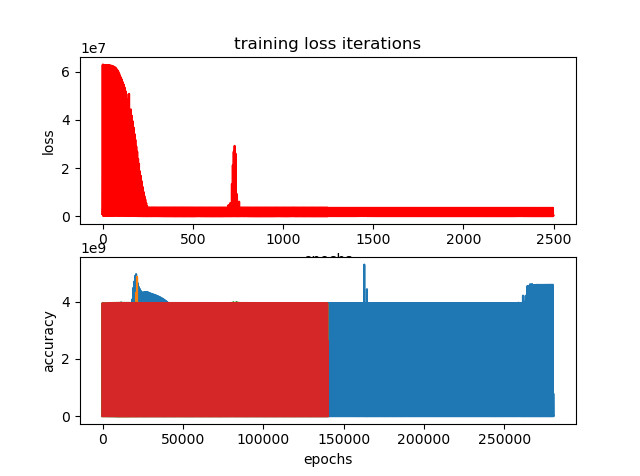 training loss iterations
1e7
6
4
2
0
loss
0 500 1000 1500 2000 2500
epochs
1e9
4
2
0
accuracy
0 50000 100000 150000 200000 250000
epochs